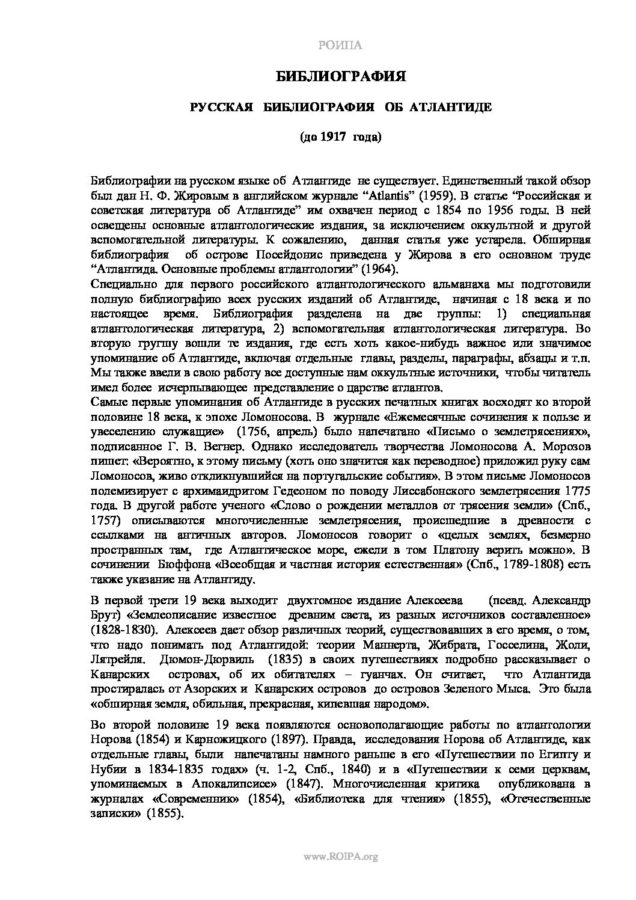 РОИПА
БИБЛИОГРАФИЯ
РУССКАЯ БИБЛИОГРАФИЯ ОБ АТЛАНТИДЕ
(до 1917 года)
Библиографии на русском языке об Атлантиде не существует. Единственный такой обзор
был дан Н. Ф. Жировым в английском журнале “Atlantis” (1959). В статье “Российская и
советская литература об Атлантиде” им охвачен период с 1854 по 1956 годы. В ней
освещены основные атлантологические издания, за исключением оккультной и другой
вспомогательной литературы. К сожалению, данная статья уже устарела. Обширная
библиография об острове Посейдонис приведена у Жирова в его основном труде
“Атлантида. Основные проблемы атлантологии” (1964).
Специально для первого российского атлантологического альманаха мы подготовили
полную библиографию всех русских изданий об Атлантиде, начиная с 18 века и по
настоящее время. Библиография разделена на две группы: 1) специальная
атлантологическая литература, 2) вспомогательная атлантологическая литература. Во
вторую группу вошли те издания, где есть хоть какое-нибудь важное или значимое
упоминание об Атлантиде, включая отдельные главы, разделы, параграфы, абзацы и т.п.
Мы также ввели в свою работу все доступные нам оккультные источники, чтобы читатель
имел более исчерпывающее представление о царстве атлантов.
Самые первые упоминания об Атлантиде в русских печатных книгах восходят ко второй
половине 18 века, к эпохе Ломоносова. В журнале «Ежемесячные сочинения к пользе и
увеселению служащие» (1756, апрель) было напечатано «Письмо о землетрясениях»,
подписанное Г. В. Вегнер. Однако исследователь творчества Ломоносова А. Морозов
пишет: «Вероятно, к этому письму (хоть оно значится как переводное) приложил руку сам
Ломоносов, живо откликнувшийся на португальские события». В этом письме Ломоносов
полемизирует с архимандритом Гедеоном по поводу Лиссабонского землетрясения 1775
года. В другой работе ученого «Слово о рождении металлов от трясения земли» (Спб.,
1757) описываются многочисленные землетрясения, происшедшие в древности с
ссылками на античных авторов. Ломоносов говорит о «целых землях, безмерно
пространных там, где Атлантическое море, ежели в том Платону верить можно». В
сочинении Бюффона «Всеобщая и частная история естественная» (Спб., 1789-1808) есть
также указание на Атлантиду.
В первой трети 19 века выходит двухтомное издание Алексеева (псевд. Александр
Брут) «Землеописание известное древним света, из разных источников составленное»
(1828-1830). Алексеев дает обзор различных теорий, существовавших в его время, о том,
что надо понимать под Атлантидой: теории Маннерта, Жибрата, Госселина, Жоли,
Лятрейля. Дюмон-Дюрвиль (1835) в своих путешествиях подробно рассказывает о
Канарских островах, об их обитателях – гуанчах. Он считает, что Атлантида
простиралась от Азорских и Канарских островов до островов Зеленого Мыса. Это была
«обширная земля, обильная, прекрасная, кипевшая народом».
Во второй половине 19 века появляются основополагающие работы по атлантологии
Норова (1854) и Карножицкого (1897). Правда, исследования Норова об Атлантиде, как
отдельные главы, были напечатаны намного раньше в его «Путешествии по Египту и
Нубии в 1834-1835 годах» (ч. 1-2, Спб., 1840) и в «Путешествии к семи церквам,
упоминаемых в Апокалипсисе» (1847). Многочисленная критика опубликована в
журналах «Современник» (1854), «Библиотека для чтения» (1855), «Отечественные
записки» (1855).
www.ROIPA.org